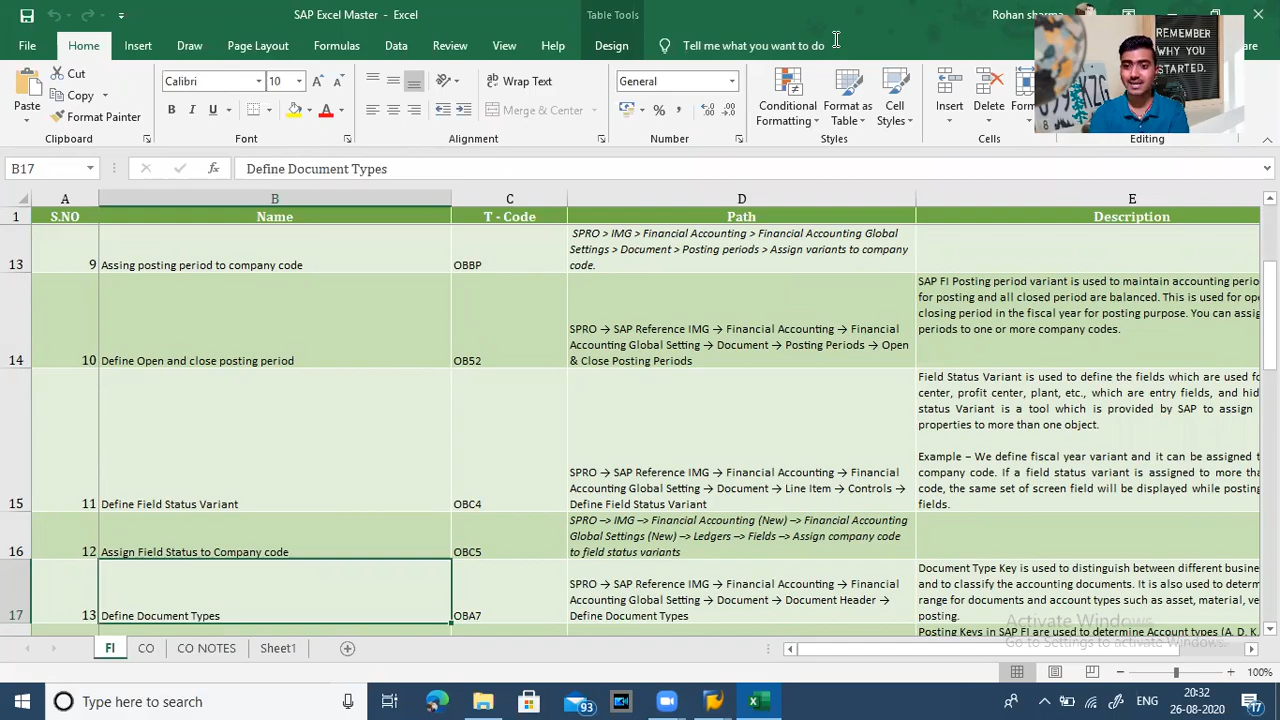 SAP Excel Master - Excel
Table Tools
Rohan sharma
File Home Insert Draw Page Layout Formulas Data Review View Help Design Tell me what you want to do
REMEMBER
WHY YOU
STARTED.
Paste
Cut
Copy
Format Painter
Clipboard
Calibri 10
B I U
Font
Wrap Text
Merge & Center
Alignment
General
Number
Conditional
Formatting
Format as
Table
Cell
Styles
Styles
Insert
Delete
Cells
Editing
B17
fx
Define Document Types
A B C D E
1 S.NO Name T - Code Path Description
SPRO > IMG > Financial Accounting > Financial Accounting Global
Settings > Document > Posting periods > Assign variants to company
13 9 Assing posting period to company code OBBP code.
SAP FI Posting period variant is used to maintain accounting perio
for posting and all closed period are balanced. This is used for ope
closing period in the fiscal year for posting purpose. You can assig
periods to one or more company codes.
SPRO → SAP Reference IMG → Financial Accounting → Financial
Accounting Global Setting → Document → Posting Periods → Open
14 10 Define Open and close posting period OB52 & Close Posting Periods
Field Status Variant is used to define the fields which are used fo
center, profit center, plant, etc., which are entry fields, and hid
status Variant is a tool which is provided by SAP to assign
properties to more than one object.
Example – We define fiscal year variant and it can be assigned t
company code. If a field status variant is assigned to more tha
code, the same set of screen field will be displayed while posting
fields.
SPRO → SAP Reference IMG → Financial Accounting → Financial
Accounting Global Setting → Document → Line Item → Controls →
15 11 Define Field Status Variant OBC4 Define Field Status Variant
SPRO –> IMG –> Financial Accounting (New) –> Financial Accounting
Global Settings (New) –> Ledgers –> Fields –> Assign company code
16 12 Assign Field Status to Company code OBC5 to field status variants
Document Type Key is used to distinguish between different busine
and to classify the accounting documents. It is also used to determ
range for documents and account types such as asset, material, ve
posting.
SPRO → SAP Reference IMG → Financial Accounting → Financial
Accounting Global Setting → Document → Document Header →
17 13 Define Document Types OBA7 Define Document Types
Posting Keys in SAP FI are used to determine Account types (A, D, K,
Activate Windows
Go to Settings to activate Windows.
FI CO CO NOTES Sheet1
100%
Type here to search
93
ENG
20:32
26-08-2020
17